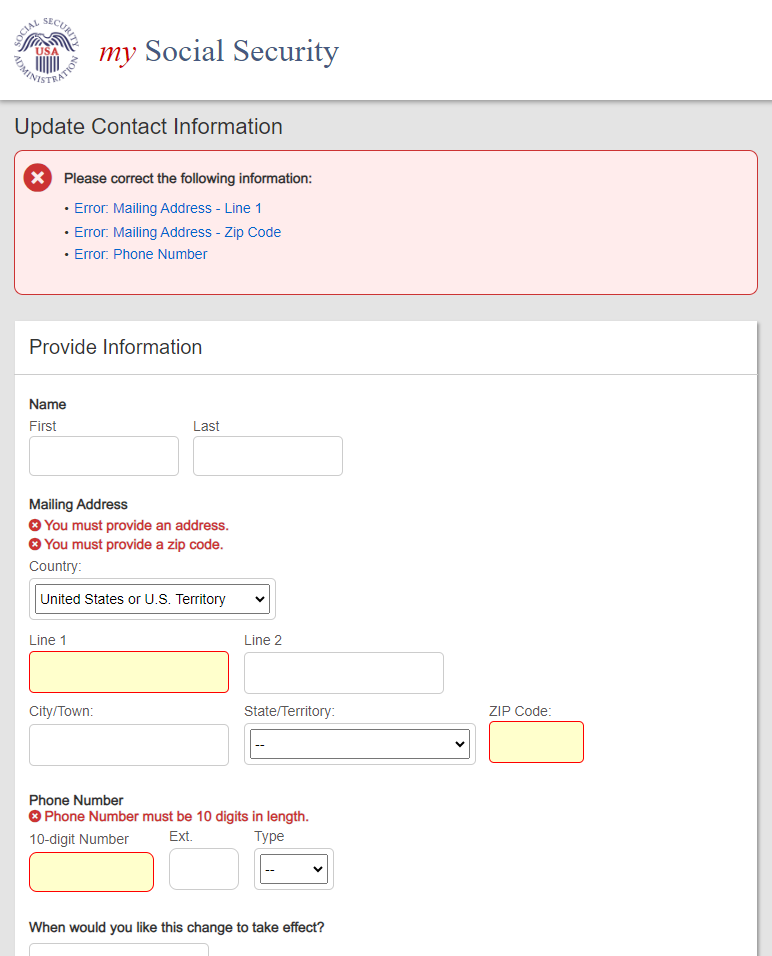 SOCIAL SECURITY
USA
ADMINISTRATION
my Social Security
Update Contact Information
Please correct the following information:
• Error: Mailing Address - Line 1
• Error: Mailing Address - Zip Code
• Error: Phone Number
Provide Information
Name
First Last
Mailing Address
You must provide an address.
You must provide a zip code.
Country:
United States or U.S. Territory
Line 1 Line 2
City/Town: State/Territory: ZIP Code:
--
Phone Number
Phone Number must be 10 digits in length.
10-digit Number Ext. Type
--
When would you like this change to take effect?